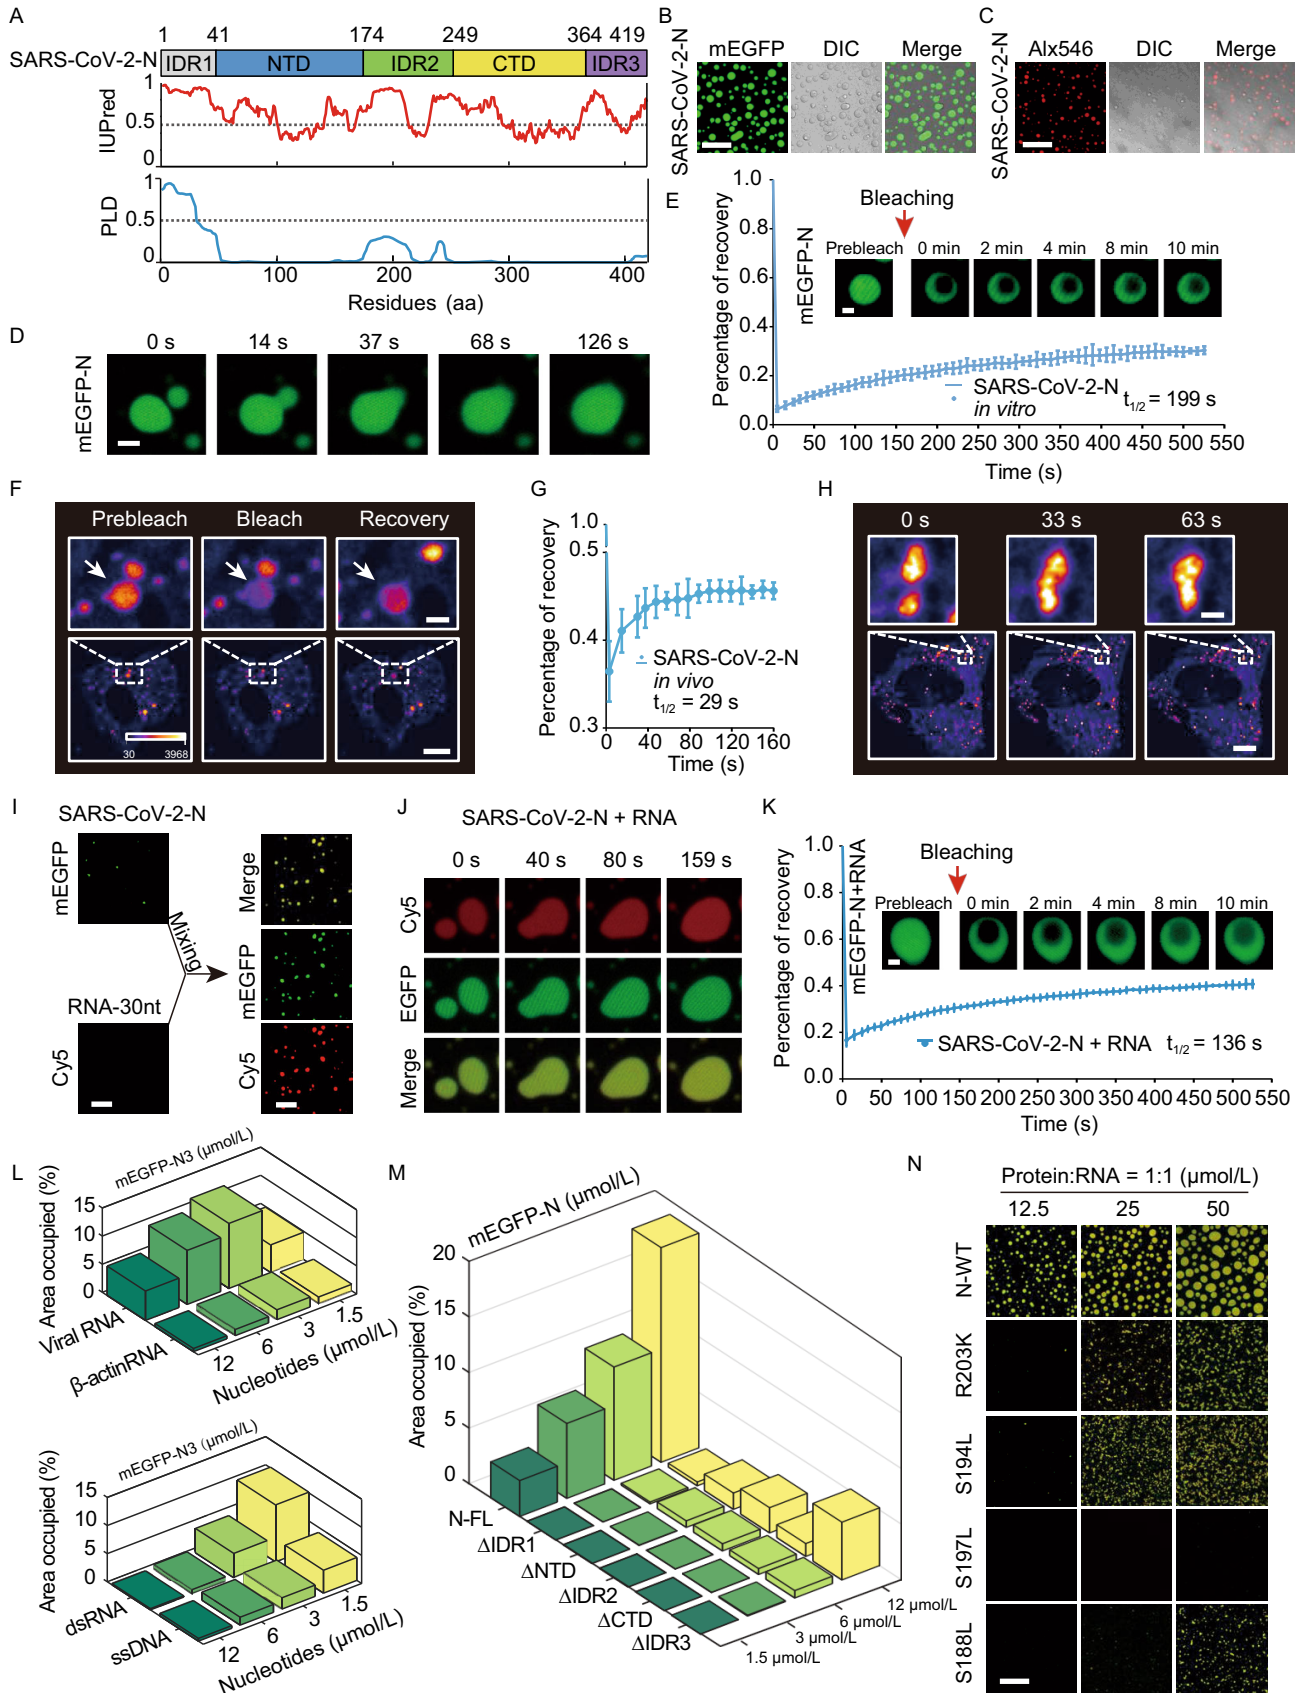 A
1 41 174 249 364 419
SARS-CoV-2-N IDR1 NTD IDR2 CTD IDR3
IUPred
1
0.5
0
PLD
1
0.5
0
0 100 200 300 400
Residues (aa)
B
SARS-CoV-2-N
mEGFP DIC Merge
C
SARS-CoV-2-N
Alx546 DIC Merge
D
mEGFP-N
0 s 14 s 37 s 68 s 126 s
E
Percentage of recovery
1.0
0.8
0.6
0.4
0.2
0.0
mEGFP-N
Bleaching
Prebleach 0 min 2 min 4 min 8 min 10 min
SARS-CoV-2-N
in vitro
t1/2 = 199 s
0 50 100 150 200 250 300 350 400 450 500 550
Time (s)
F
Prebleach Bleach Recovery
30 3968
G
Percentage of recovery
1.0
0.5
0.4
0.3
SARS-CoV-2-N
in vivo
t1/2 = 29 s
0 40 80 120 160
Time (s)
H
0 s 33 s 63 s
I
SARS-CoV-2-N
mEGFP
Mixing
RNA-30nt
Cy5
Merge
mEGFP
Cy5
J
SARS-CoV-2-N + RNA
0 s 40 s 80 s 159 s
Cy5
EGFP
Merge
K
Percentage of recovery
1.0
0.8
0.6
0.4
0.2
0.0
mEGFP-N+RNA
Bleaching
Prebleach 0 min 2 min 4 min 8 min 10 min
SARS-CoV-2-N + RNA t1/2 = 136 s
0 50 100 150 200 250 300 350 400 450 500 550
Time (s)
L
mEGFP-N3 (µmol/L)
Area occupied (%)
15
10
5
0
Viral RNA
β-actinRNA
12 6 3 1.5
Nucleotides (µmol/L)
mEGFP-N3 (µmol/L)
Area occupied (%)
15
10
5
0
dsRNA
ssDNA
12 6 3 1.5
Nucleotides (µmol/L)
M
mEGFP-N (µmol/L)
Area occupied (%)
20
15
10
5
0
N-FL
ΔIDR1
ΔNTD
ΔIDR2
ΔCTD
ΔIDR3
1.5 µmol/L
3 µmol/L
6 µmol/L
12 µmol/L
N
Protein:RNA = 1:1 (µmol/L)
12.5 25 50
N-WT
R203K
S194L
S197L
S188L